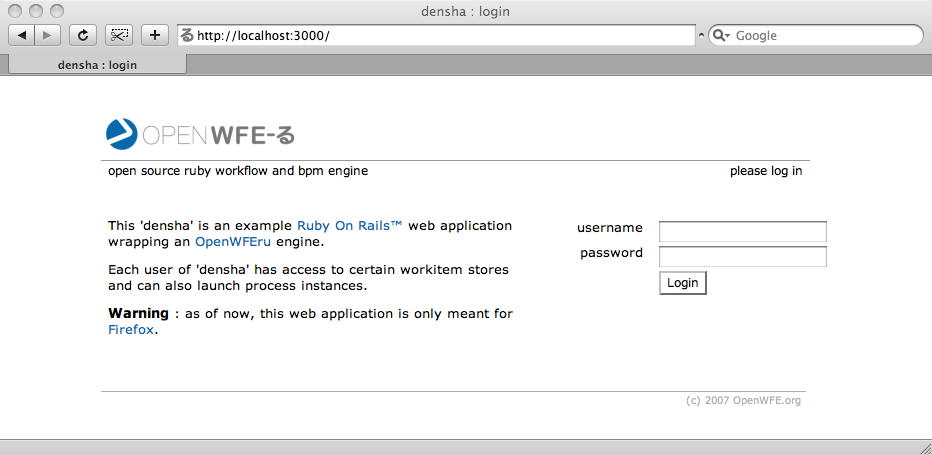 densha : login
http://localhost:3000/
Google
densha : login
OPENWFE-る
open source ruby workflow and bpm engine
please log in
This 'densha' is an example Ruby On Rails™ web application
wrapping an OpenWFEru engine.
Each user of 'densha' has access to certain workitem stores
and can also launch process instances.
Warning : as of now, this web application is only meant for
Firefox.
username
password
Login
(c) 2007 OpenWFE.org